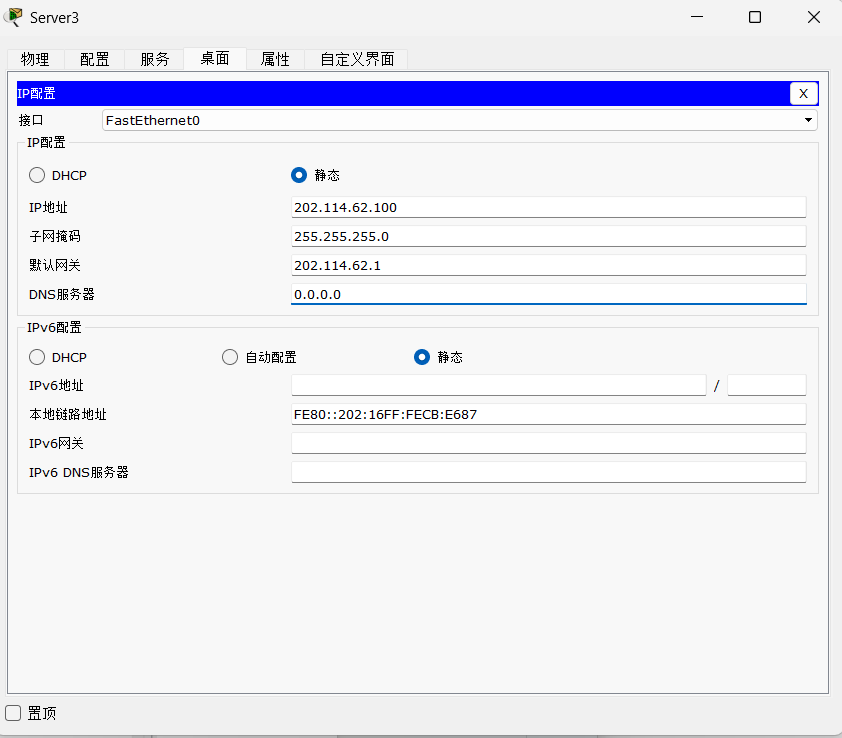 Server3
物理 配置 服务 桌面 属性 自定义界面
IP配置 X
接口 FastEthernet0
IP配置
DHCP 静态
IP地址 202.114.62.100
子网掩码 255.255.255.0
默认网关 202.114.62.1
DNS服务器 0.0.0.0
IPv6配置
DHCP 自动配置 静态
IPv6地址 /
本地链路地址 FE80::202:16FF:FECB:E687
IPv6网关
IPv6 DNS服务器
置顶